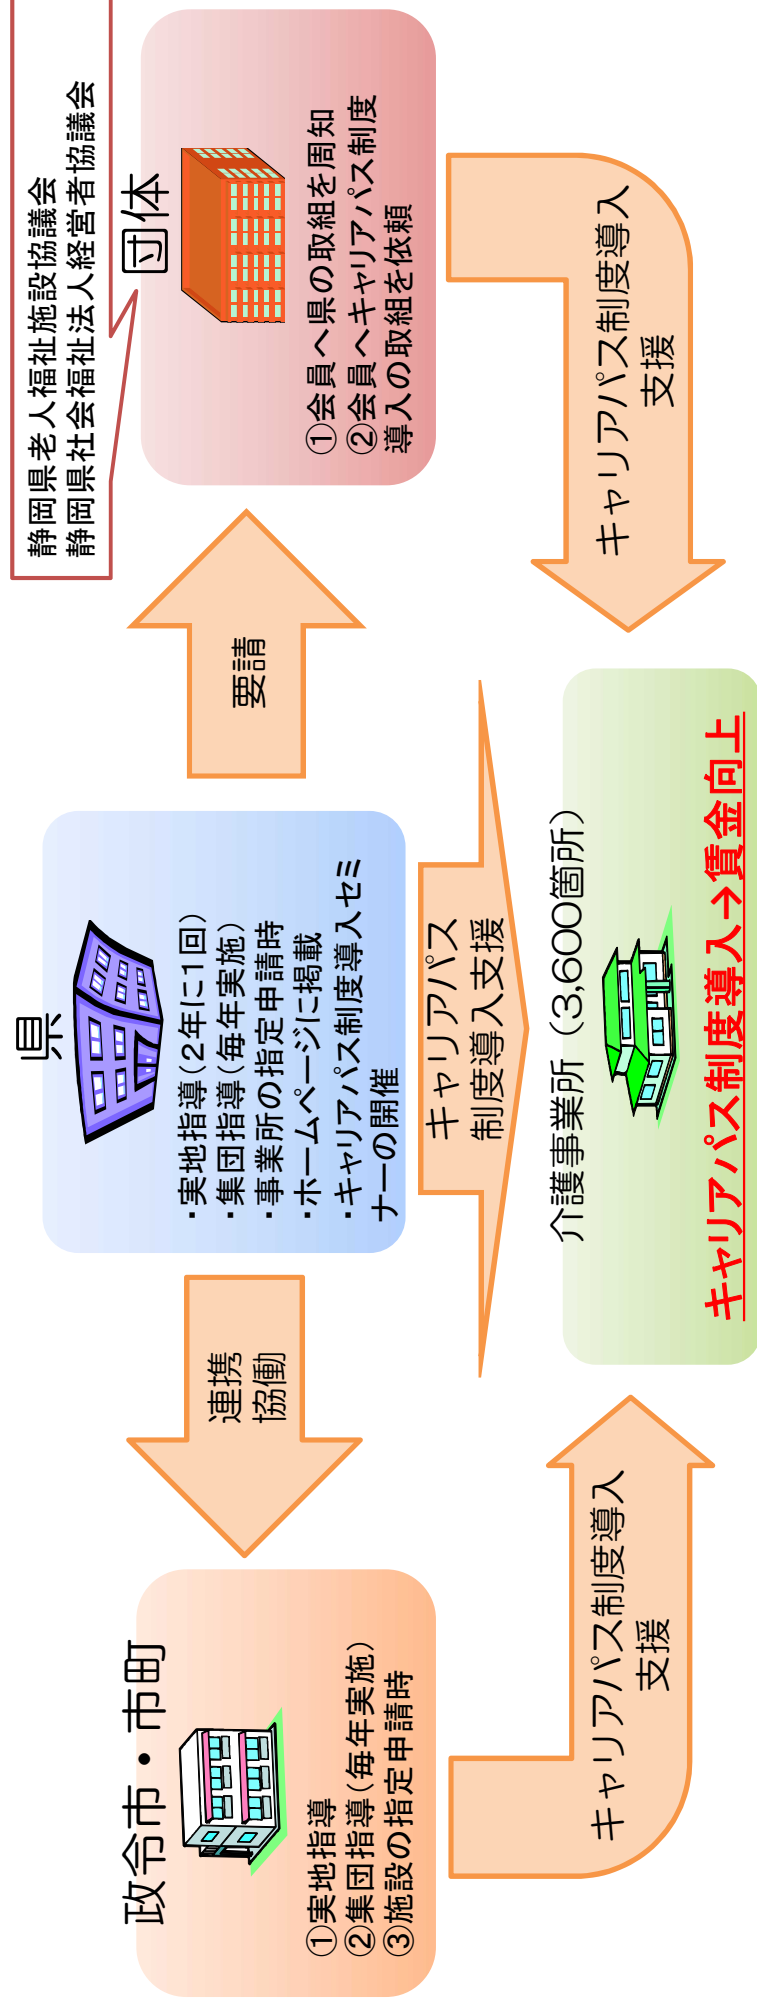 政令市・市町
①実地指導
②集団指導(毎年実施)
③施設の指定申請時
連携
協働
県
・実地指導(2年に1回)
・集団指導(毎年実施)
・事業所の指定申請時
・ホームページに掲載
・キャリアパス制度導入セミ
ナーの開催
要請
静岡県老人福祉施設協議会
静岡県社会福祉法人経営者協議会
団体
①会員へ県の取組を周知
②会員へキャリアパス制度
導入の取組を依頼
キャリアパス制度導入
支援
キャリアパス
制度導入支援
キャリアパス制度導入
支援
介護事業所(3,600箇所)
キャリアパス制度導入→賃金向上